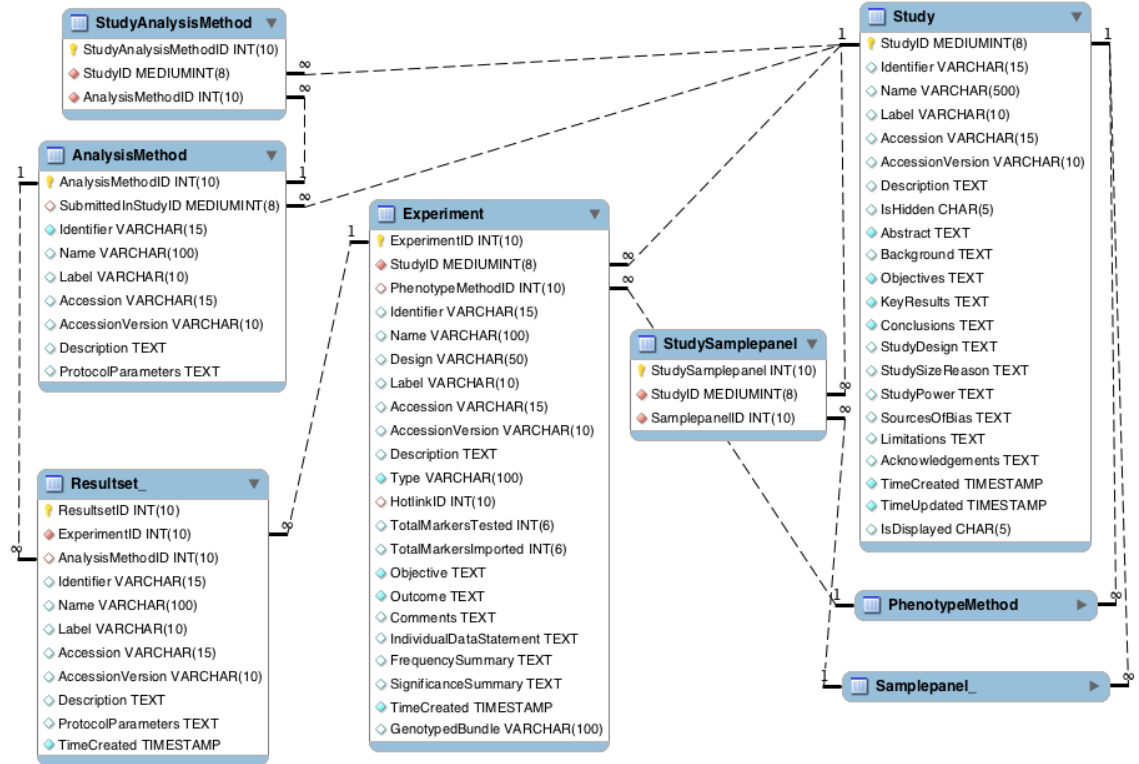 StudyAnalysisMethod
StudyAnalysisMethodID INT(10)
StudyID MEDIUMINT(8)
∞
AnalysisMethodID INT(10)
∞
AnalysisMethod
1
AnalysisMethodID INT(10)
1
SubmittedInStudyID MEDIUMINT(8)
∞
Identifier VARCHAR(15)
Name VARCHAR(100)
Label VARCHAR(10)
Accession VARCHAR(15)
AccessionVersion VARCHAR(10)
Description TEXT
ProtocolParameters TEXT
Resultset_
ResultsetID INT(10)
ExperimentID INT(10)
∞
∞
AnalysisMethodID INT(10)
Identifier VARCHAR(15)
Name VARCHAR(100)
Label VARCHAR(10)
Accession VARCHAR(15)
AccessionVersion VARCHAR(10)
Description TEXT
ProtocolParameters TEXT
TimeCreated TIMESTAMP
Experiment
1
ExperimentID INT(10)
StudyID MEDIUMINT(8)
∞
PhenotypeMethodID INT(10)
∞
Identifier VARCHAR(15)
Name VARCHAR(100)
Design VARCHAR(50)
Label VARCHAR(10)
Accession VARCHAR(15)
AccessionVersion VARCHAR(10)
Description TEXT
Type VARCHAR(100)
HotlinkID INT(10)
TotalMarkersTested INT(6)
TotalMarkersImported INT(6)
Objective TEXT
Outcome TEXT
Comments TEXT
IndividualDataStatement TEXT
FrequencySummary TEXT
SignificanceSummary TEXT
TimeCreated TIMESTAMP
GenotypedBundle VARCHAR(100)
StudySamplepanel
StudySamplepanel INT(10)
StudyID MEDIUMINT(8)
∞
SamplepanelID INT(10)
∞
Study
1
StudyID MEDIUMINT(8)
1
Identifier VARCHAR(15)
Name VARCHAR(500)
Label VARCHAR(10)
Accession VARCHAR(15)
AccessionVersion VARCHAR(10)
Description TEXT
IsHidden CHAR(5)
Abstract TEXT
Background TEXT
Objectives TEXT
KeyResults TEXT
Conclusions TEXT
StudyDesign TEXT
StudySizeReason TEXT
StudyPower TEXT
SourcesOfBias TEXT
Limitations TEXT
Acknowledgements TEXT
TimeCreated TIMESTAMP
TimeUpdated TIMESTAMP
IsDisplayed CHAR(5)
1
PhenotypeMethod
∞
1
Samplepanel_
∞